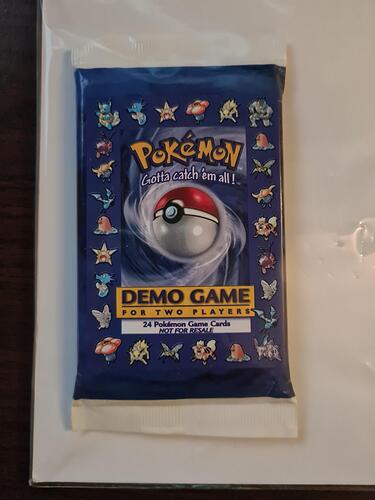 POKéMON
Gotta catch 'em all!
DEMO GAME
FOR TWO PLAYERS
24 Pokémon Game Cards
NOT FOR RESALE